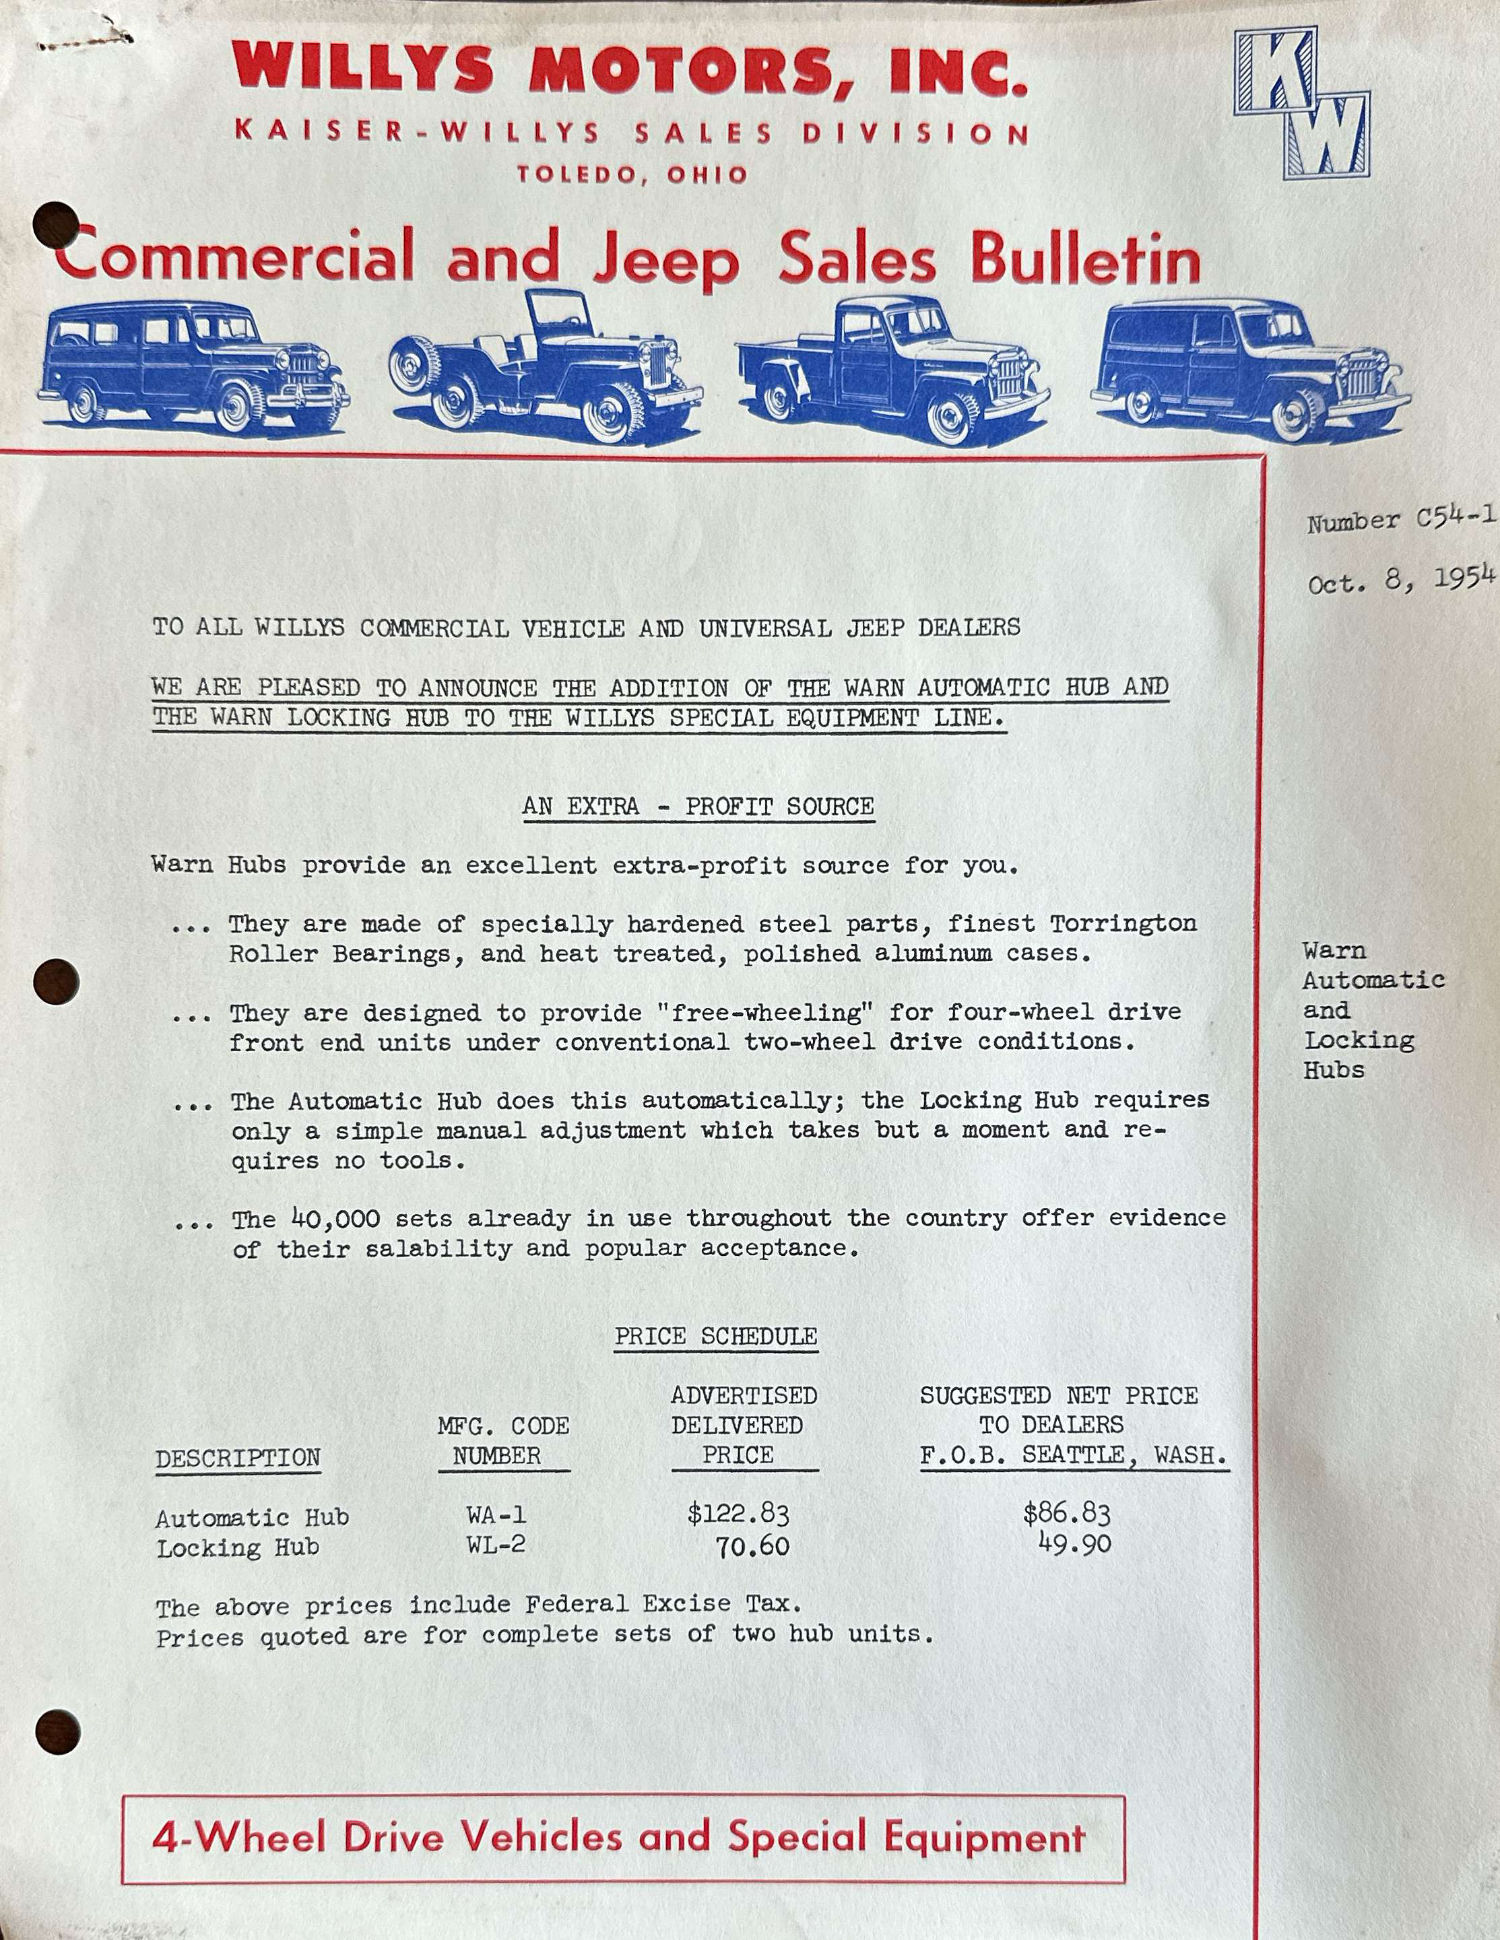 WILLYS MOTORS, INC.
KAISER-WILLYS SALES DIVISION
TOLEDO, OHIO
KW
Commercial and Jeep Sales Bulletin
Number C54-1
Oct. 8, 1954
TO ALL WILLYS COMMERCIAL VEHICLE AND UNIVERSAL JEEP DEALERS
WE ARE PLEASED TO ANNOUNCE THE ADDITION OF THE WARN AUTOMATIC HUB AND
THE WARN LOCKING HUB TO THE WILLYS SPECIAL EQUIPMENT LINE.
AN EXTRA - PROFIT SOURCE
Warn Hubs provide an excellent extra-profit source for you.
... They are made of specially hardened steel parts, finest Torrington
Roller Bearings, and heat treated, polished aluminum cases.
... They are designed to provide "free-wheeling" for four-wheel drive
front end units under conventional two-wheel drive conditions.
... The Automatic Hub does this automatically; the Locking Hub requires
only a simple manual adjustment which takes but a moment and re-
quires no tools.
... The 40,000 sets already in use throughout the country offer evidence
of their salability and popular acceptance.
Warn
Automatic
and
Locking
Hubs
PRICE SCHEDULE
ADVERTISED SUGGESTED NET PRICE
MFG. CODE DELIVERED TO DEALERS
DESCRIPTION NUMBER PRICE F.O.B. SEATTLE, WASH.
Automatic Hub WA-1 $122.83 $86.83
Locking Hub WL-2 70.60 49.90
The above prices include Federal Excise Tax.
Prices quoted are for complete sets of two hub units.
4-Wheel Drive Vehicles and Special Equipment